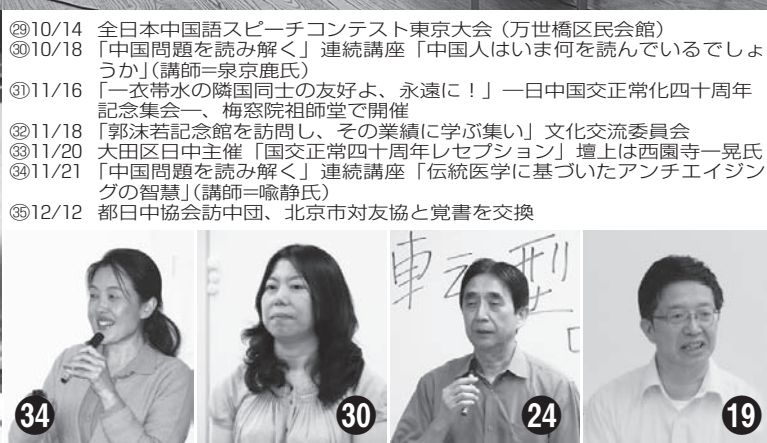 ㉙10/14 全日本中国語スピーチコンテスト東京大会（万世橋区民会館）
㉚10/18 「中国問題を読み解く」連続講座「中国人はいま何を読んでいるでしょ
うか」（講師=泉京鹿氏）
㉛11/16 「一衣帯水の隣国同士の友好よ、永遠に！」―日中国交正常化四十周年
記念集会―、梅窓院祖師堂で開催
㉜11/18 「郭沫若記念館を訪問し、その業績に学ぶ集い」文化交流委員会
㉝11/20 大田区日中主催「国交正常四十周年レセプション」壇上は西園寺一晃氏
㉞11/21 「中国問題を読み解く」連続講座「伝統医学に基づいたアンチエイジン
グの智慧」（講師=喩静氏）
㉟12/12 都日中協会訪中団、北京市対友協と覚書を交換
型
34
30
24
19